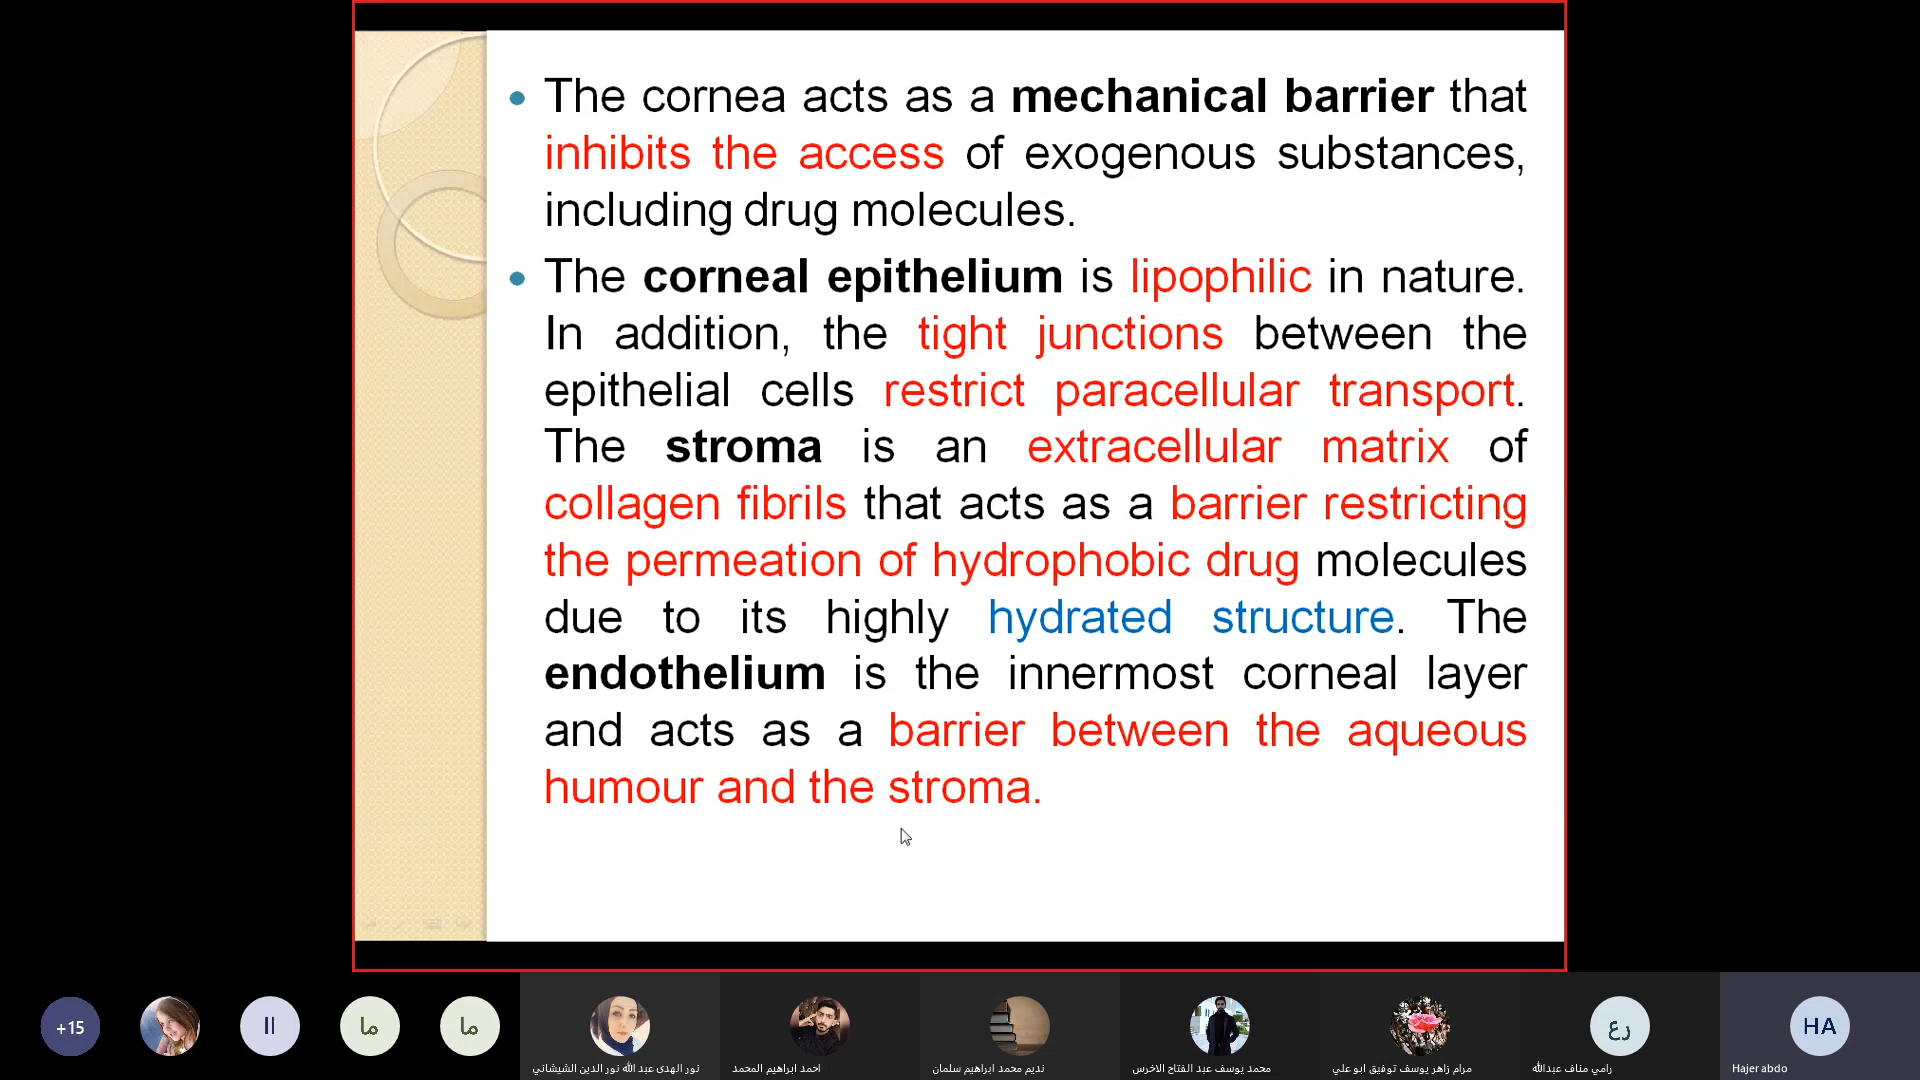 The cornea acts as a mechanical barrier that
inhibits the access of exogenous substances,
including drug molecules.
The corneal epithelium is lipophilic in nature.
In addition, the tight junctions between the
epithelial cells restrict paracellular transport.
The stroma is an extracellular matrix of
collagen fibrils that acts as a barrier restricting
the permeation of hydrophobic drug molecules
due to its highly hydrated structure. The
endothelium is the innermost corneal layer
and acts as a barrier between the aqueous
humour and the stroma.
+15
اا
ما
ما
رع
HA
نور الهدى عبد الله نور الدين الشيشاني
احمد ابراهيم المحمد
نديم محمد ابراهيم سلمان
محمد يوسف عبد الفتاح الاخرس
مرام زاهر يوسف توفيق ابو علي
رامي مناف عبدالله
Hajer abdo